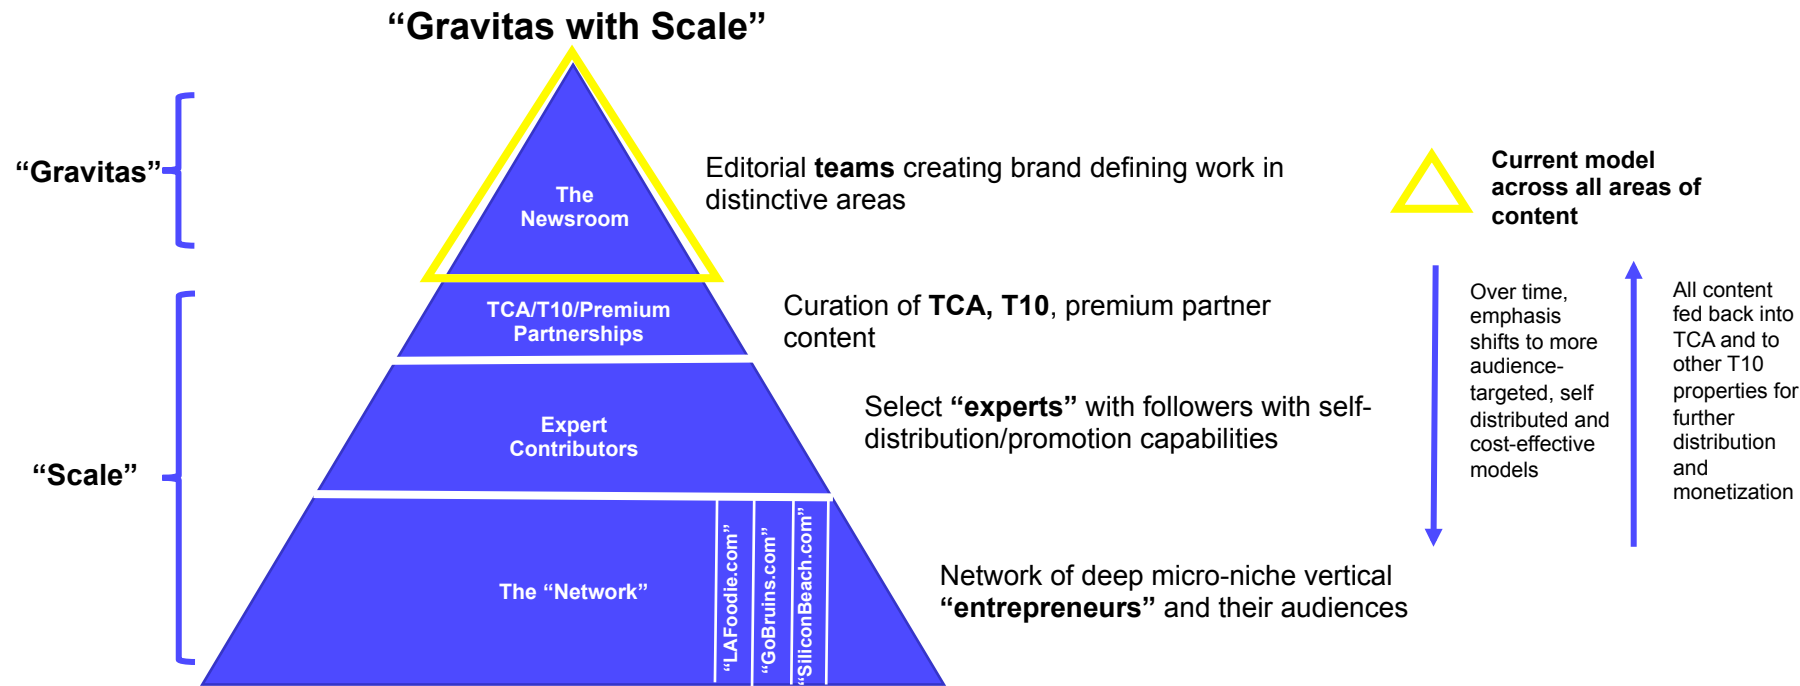 “Gravitas with Scale”
“Gravitas”
The
Newsroom
Editorial teams creating brand defining work in
distinctive areas
Current model
across all areas of
content
“Scale”
TCA/T10/Premium
Partnerships
Curation of TCA, T10, premium partner
content
Expert
Contributors
Select “experts” with followers with self-
distribution/promotion capabilities
The “Network”
“LAFoodie.com”
“GoBruins.com”
“SiliconBeach.com”
Network of deep micro-niche vertical
“entrepreneurs” and their audiences
Over time,
emphasis
shifts to more
audience-
targeted, self
distributed and
cost-effective
models
All content
fed back into
TCA and to
other T10
properties for
further
distribution
and
monetization